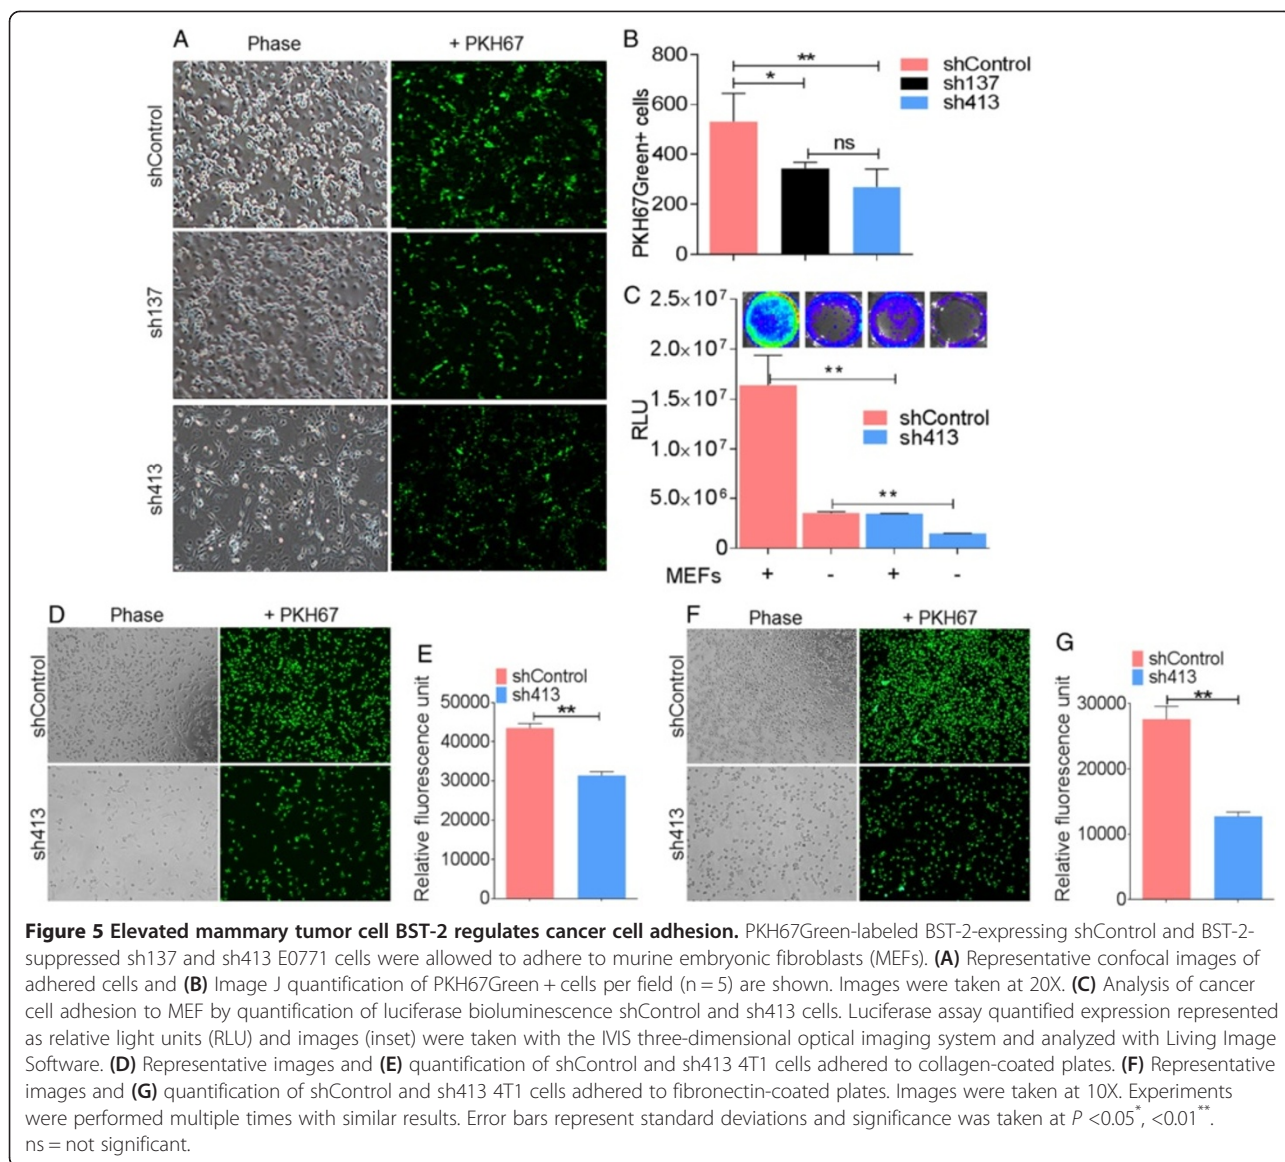 A
Phase
+ PKH67
shControl
sh137
sh413
B
800
600
400
200
0
PKH67Green+ cells
**
*
ns
shControl
sh137
sh413
C
2.5× 10⁷
2.0× 10⁷
1.5× 10⁷
1.0× 10⁷
5.0× 10⁶
0
RLU
**
**
shControl
sh413
MEFs + - + -
D
Phase
+ PKH67
shControl
sh413
E
shControl
sh413
50000
40000
30000
20000
10000
0
Relative fluorescence unit
**
F
Phase
+ PKH67
shControl
sh413
G
shControl
sh413
30000
20000
10000
0
Relative fluorescence unit
**
Figure 5 Elevated mammary tumor cell BST-2 regulates cancer cell adhesion. PKH67Green-labeled BST-2-expressing shControl and BST-2-
suppressed sh137 and sh413 E0771 cells were allowed to adhere to murine embryonic fibroblasts (MEFs). (A) Representative confocal images of
adhered cells and (B) Image J quantification of PKH67Green + cells per field (n = 5) are shown. Images were taken at 20X. (C) Analysis of cancer
cell adhesion to MEF by quantification of luciferase bioluminescence shControl and sh413 cells. Luciferase assay quantified expression represented
as relative light units (RLU) and images (inset) were taken with the IVIS three-dimensional optical imaging system and analyzed with Living Image
Software. (D) Representative images and (E) quantification of shControl and sh413 4T1 cells adhered to collagen-coated plates. (F) Representative
images and (G) quantification of shControl and sh413 4T1 cells adhered to fibronectin-coated plates. Images were taken at 10X. Experiments
were performed multiple times with similar results. Error bars represent standard deviations and significance was taken at P <0.05*, <0.01**.
ns = not significant.